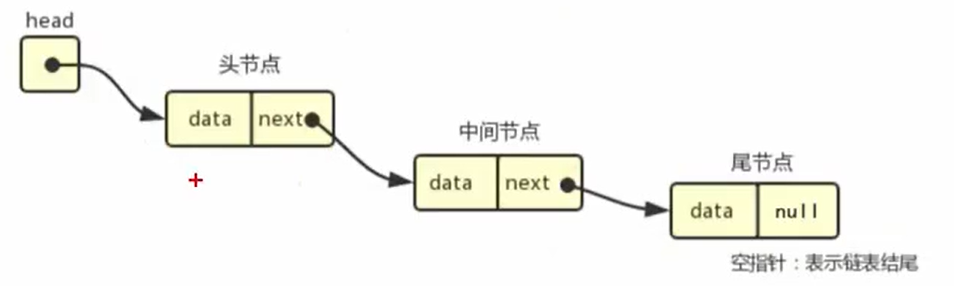 head
头节点
data next
中间节点
data next
尾节点
data null
空指针：表示链表结尾